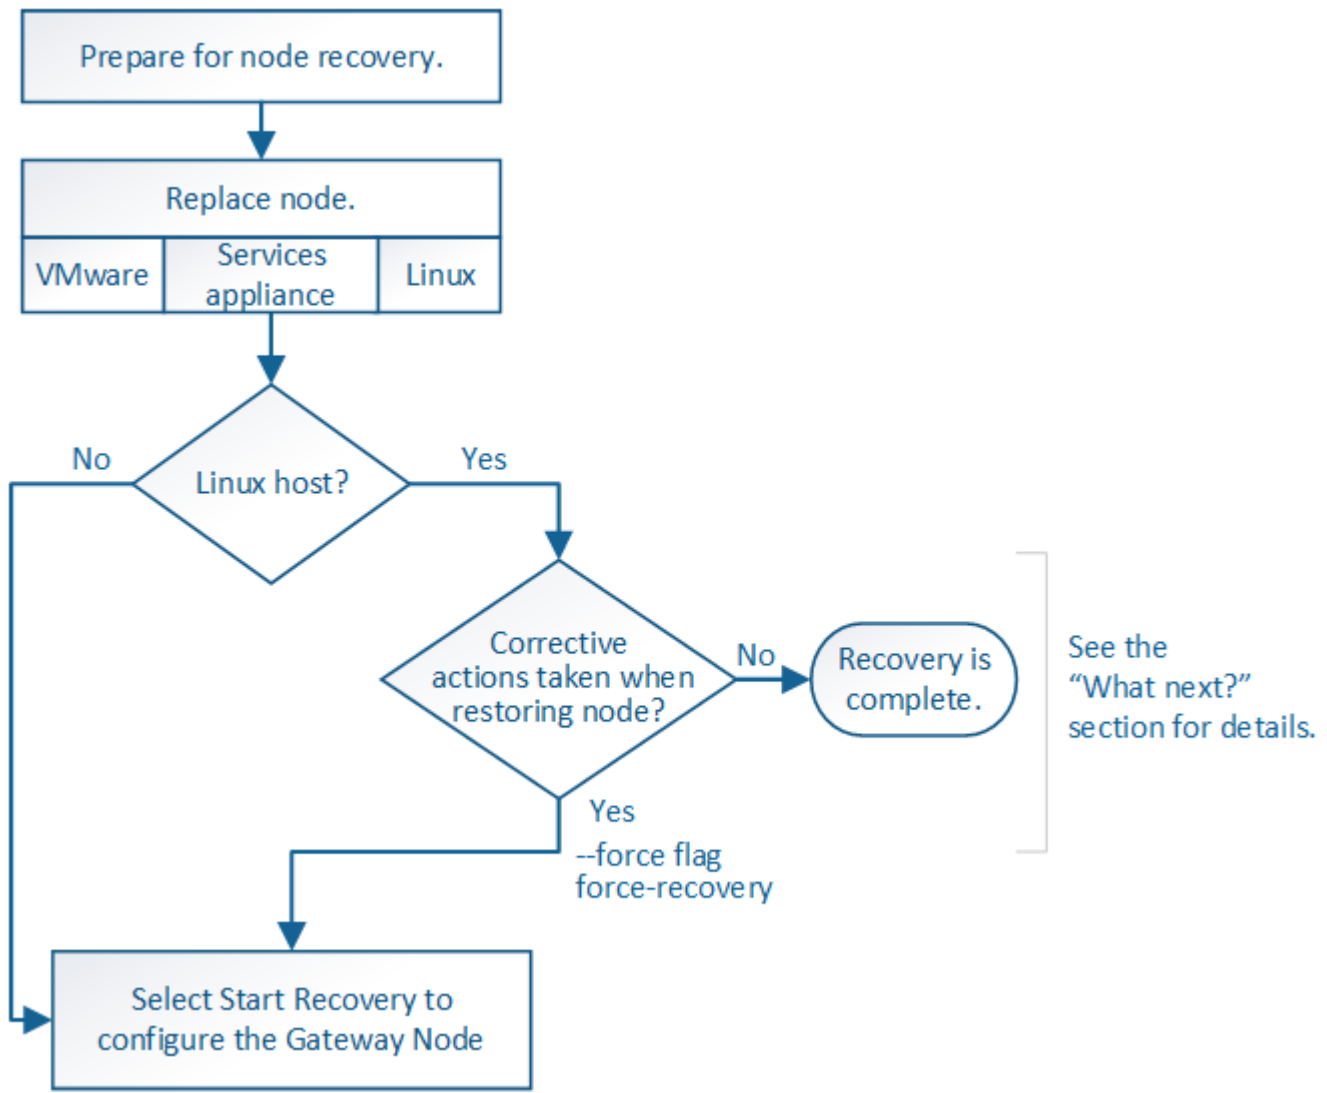 Prepare for node recovery.
Replace node.
VMware
Services
appliance
Linux
Linux host?
No
Yes
Corrective
actions taken when
restoring node?
No
Recovery is
complete.
See the
“What next?”
section for details.
Yes
--force flag
force-recovery
Select Start Recovery to
configure the Gateway Node